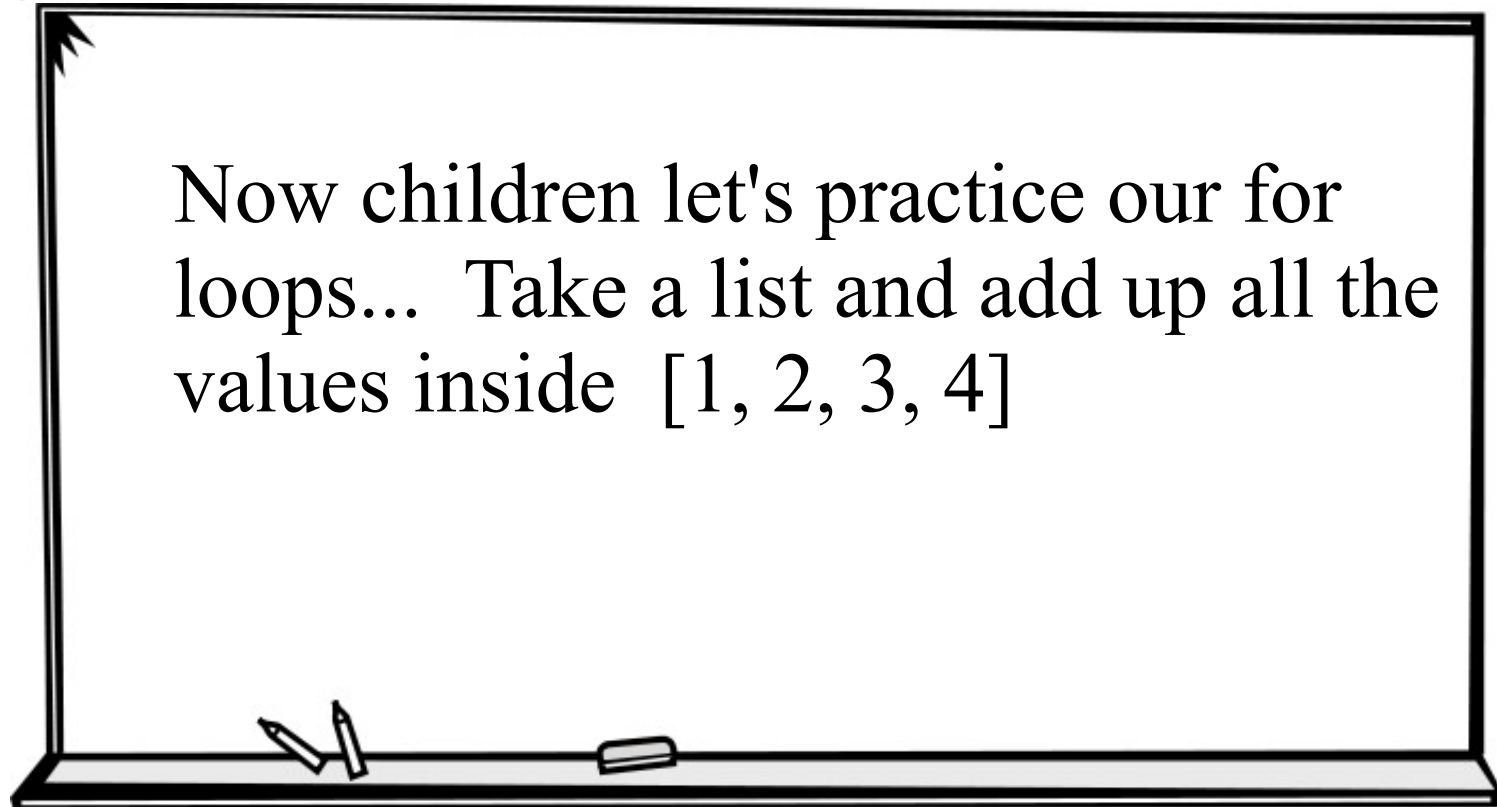 Now children let's practice our for
loops...  Take a list and add up all the
values inside  [1, 2, 3, 4]